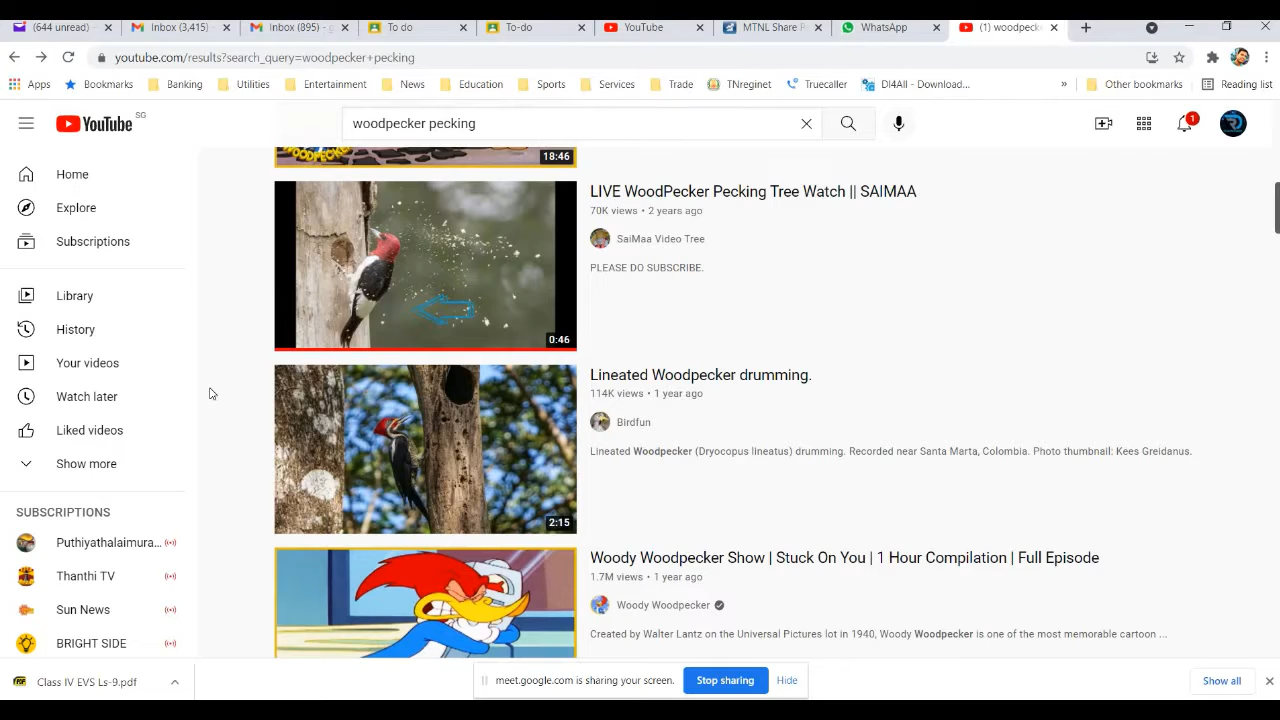 (644 unread) -
Inbox (3,415) -
Inbox (895) - g
To do
To-do
YouTube
MTNL Share P
WhatsApp
(1) woodpeck
youtube.com/results?search_query=woodpecker+pecking
Apps
Bookmarks
Banking
Utilities
Entertainment
News
Education
Sports
Services
Trade
TNreginet
Truecaller
DI4All - Download...
»
Other bookmarks
Reading list
YouTube SG
woodpecker pecking
1
Home
Explore
Subscriptions
Library
History
Your videos
Watch later
Liked videos
Show more
SUBSCRIPTIONS
Puthiyathalaimura...
Thanthi TV
Sun News
BRIGHT SIDE
WOODPECKER
18:46
LIVE WoodPecker Pecking Tree Watch || SAIMAA
70K views • 2 years ago
SaiMaa Video Tree
PLEASE DO SUBSCRIBE.
0:46
Lineated Woodpecker drumming.
114K views • 1 year ago
Birdfun
Lineated Woodpecker (Dryocopus lineatus) drumming. Recorded near Santa Marta, Colombia. Photo thumbnail: Kees Greidanus.
2:15
Woody Woodpecker Show | Stuck On You | 1 Hour Compilation | Full Episode
1.7M views • 1 year ago
Woody Woodpecker
Created by Walter Lantz on the Universal Pictures lot in 1940, Woody Woodpecker is one of the most memorable cartoon ...
Class IV EVS Ls-9.pdf
meet.google.com is sharing your screen.
Stop sharing
Hide
Show all